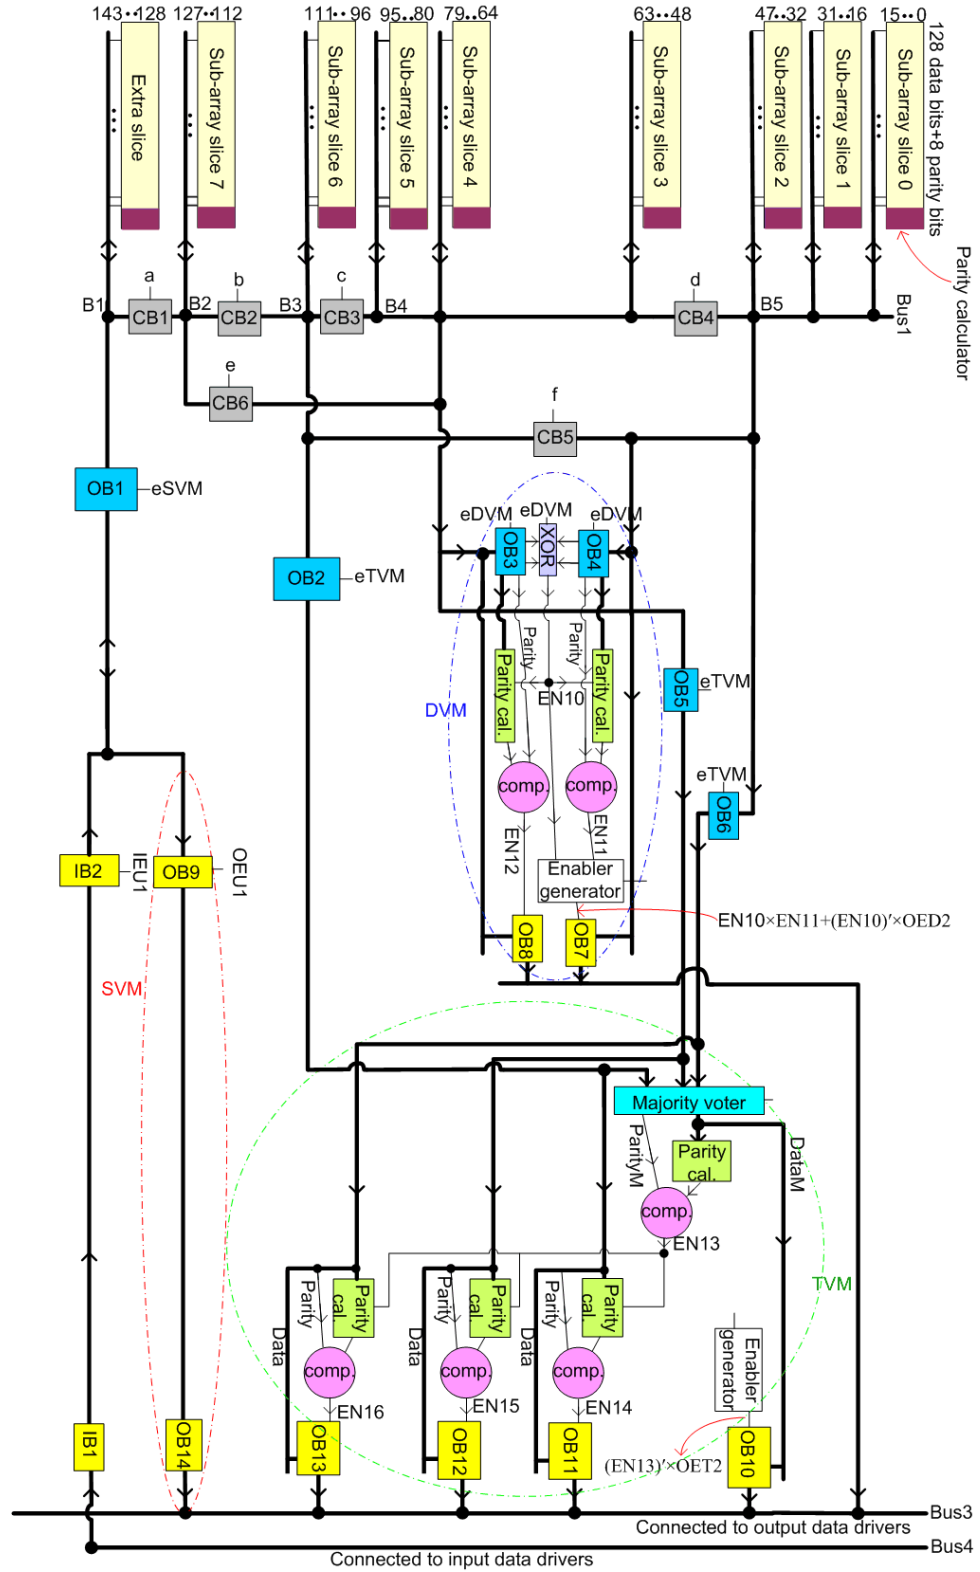 143··128
127··112
111··96
95··80
79··64
63··48
47··32
31··16
15··0
Extra slice
Sub-array slice 7
Sub-array slice 6
Sub-array slice 5
Sub-array slice 4
Sub-array slice 3
Sub-array slice 2
Sub-array slice 1
Sub-array slice 0
128 data bits+8 parity bits
Parity calculator
a
b
c
d
B1
CB1
B2
CB2
B3
CB3
B4
CB4
B5
Bus1
e
CB6
f
CB5
OB1
eSVM
eDVM
eDVM
eDVM
OB3
XOR
OB4
OB2
eTVM
Parity
Parity
Parity cal.
Parity cal.
EN10
OB5
eTVM
DVM
eTVM
OB6
comp.
comp.
EN12
EN11
IB2
IEU1
OB9
OEU1
Enabler
generator
EN10×EN11+(EN10)′×OED2
OB8
OB7
SVM
Majority voter
ParityM
Parity
cal.
DataM
comp.
EN13
TVM
Parity
Parity
cal.
Data
comp.
EN16
Parity
Parity
cal.
Data
comp.
EN15
Parity
Parity
cal.
Data
comp.
EN14
Enabler
generator
IB1
OB14
OB13
OB12
OB11
(EN13)′×OET2
OB10
Bus3
Connected to output data drivers
Bus4
Connected to input data drivers